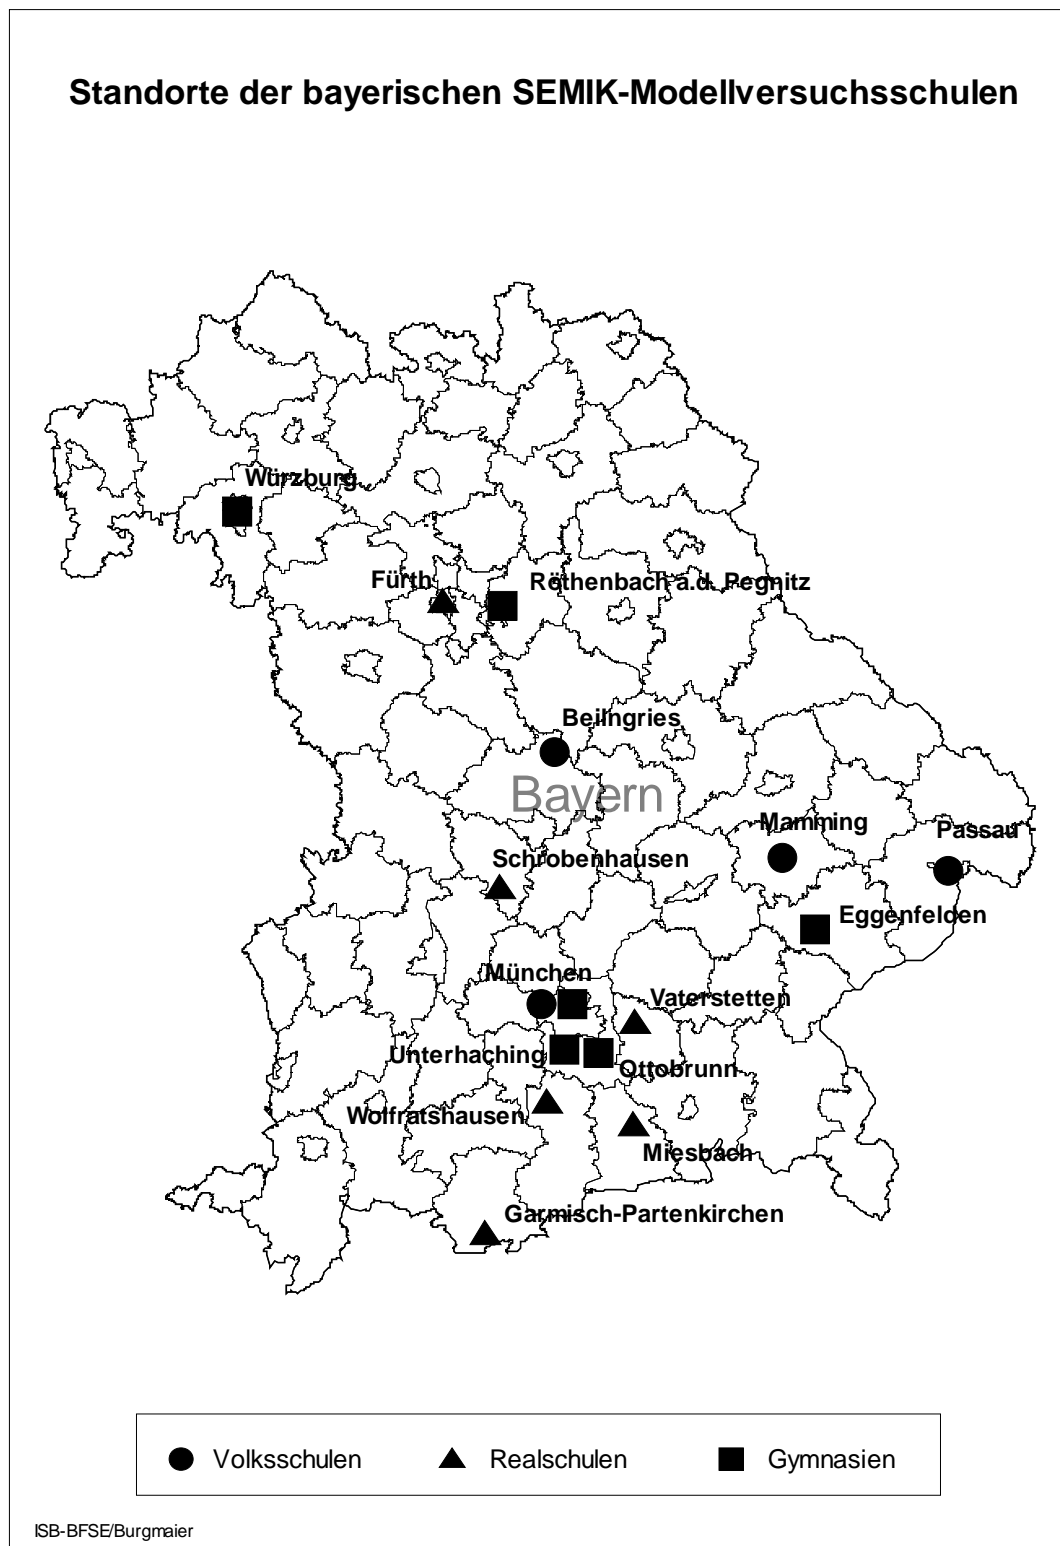 Standorte der bayerischen SEMIK-Modellversuchsschulen
Würzburg
Fürth
Röthenbach a.d. Pegnitz
Beilngries
Bayern
Mamming
Passau
Schrobenhausen
Eggenfelden
München
Vaterstetten
Unterhaching
Ottobrunn
Wolfratshausen
Miesbach
Garmisch-Partenkirchen
Volksschulen Realschulen Gymnasien
ISB-BFSE/Burgmaier